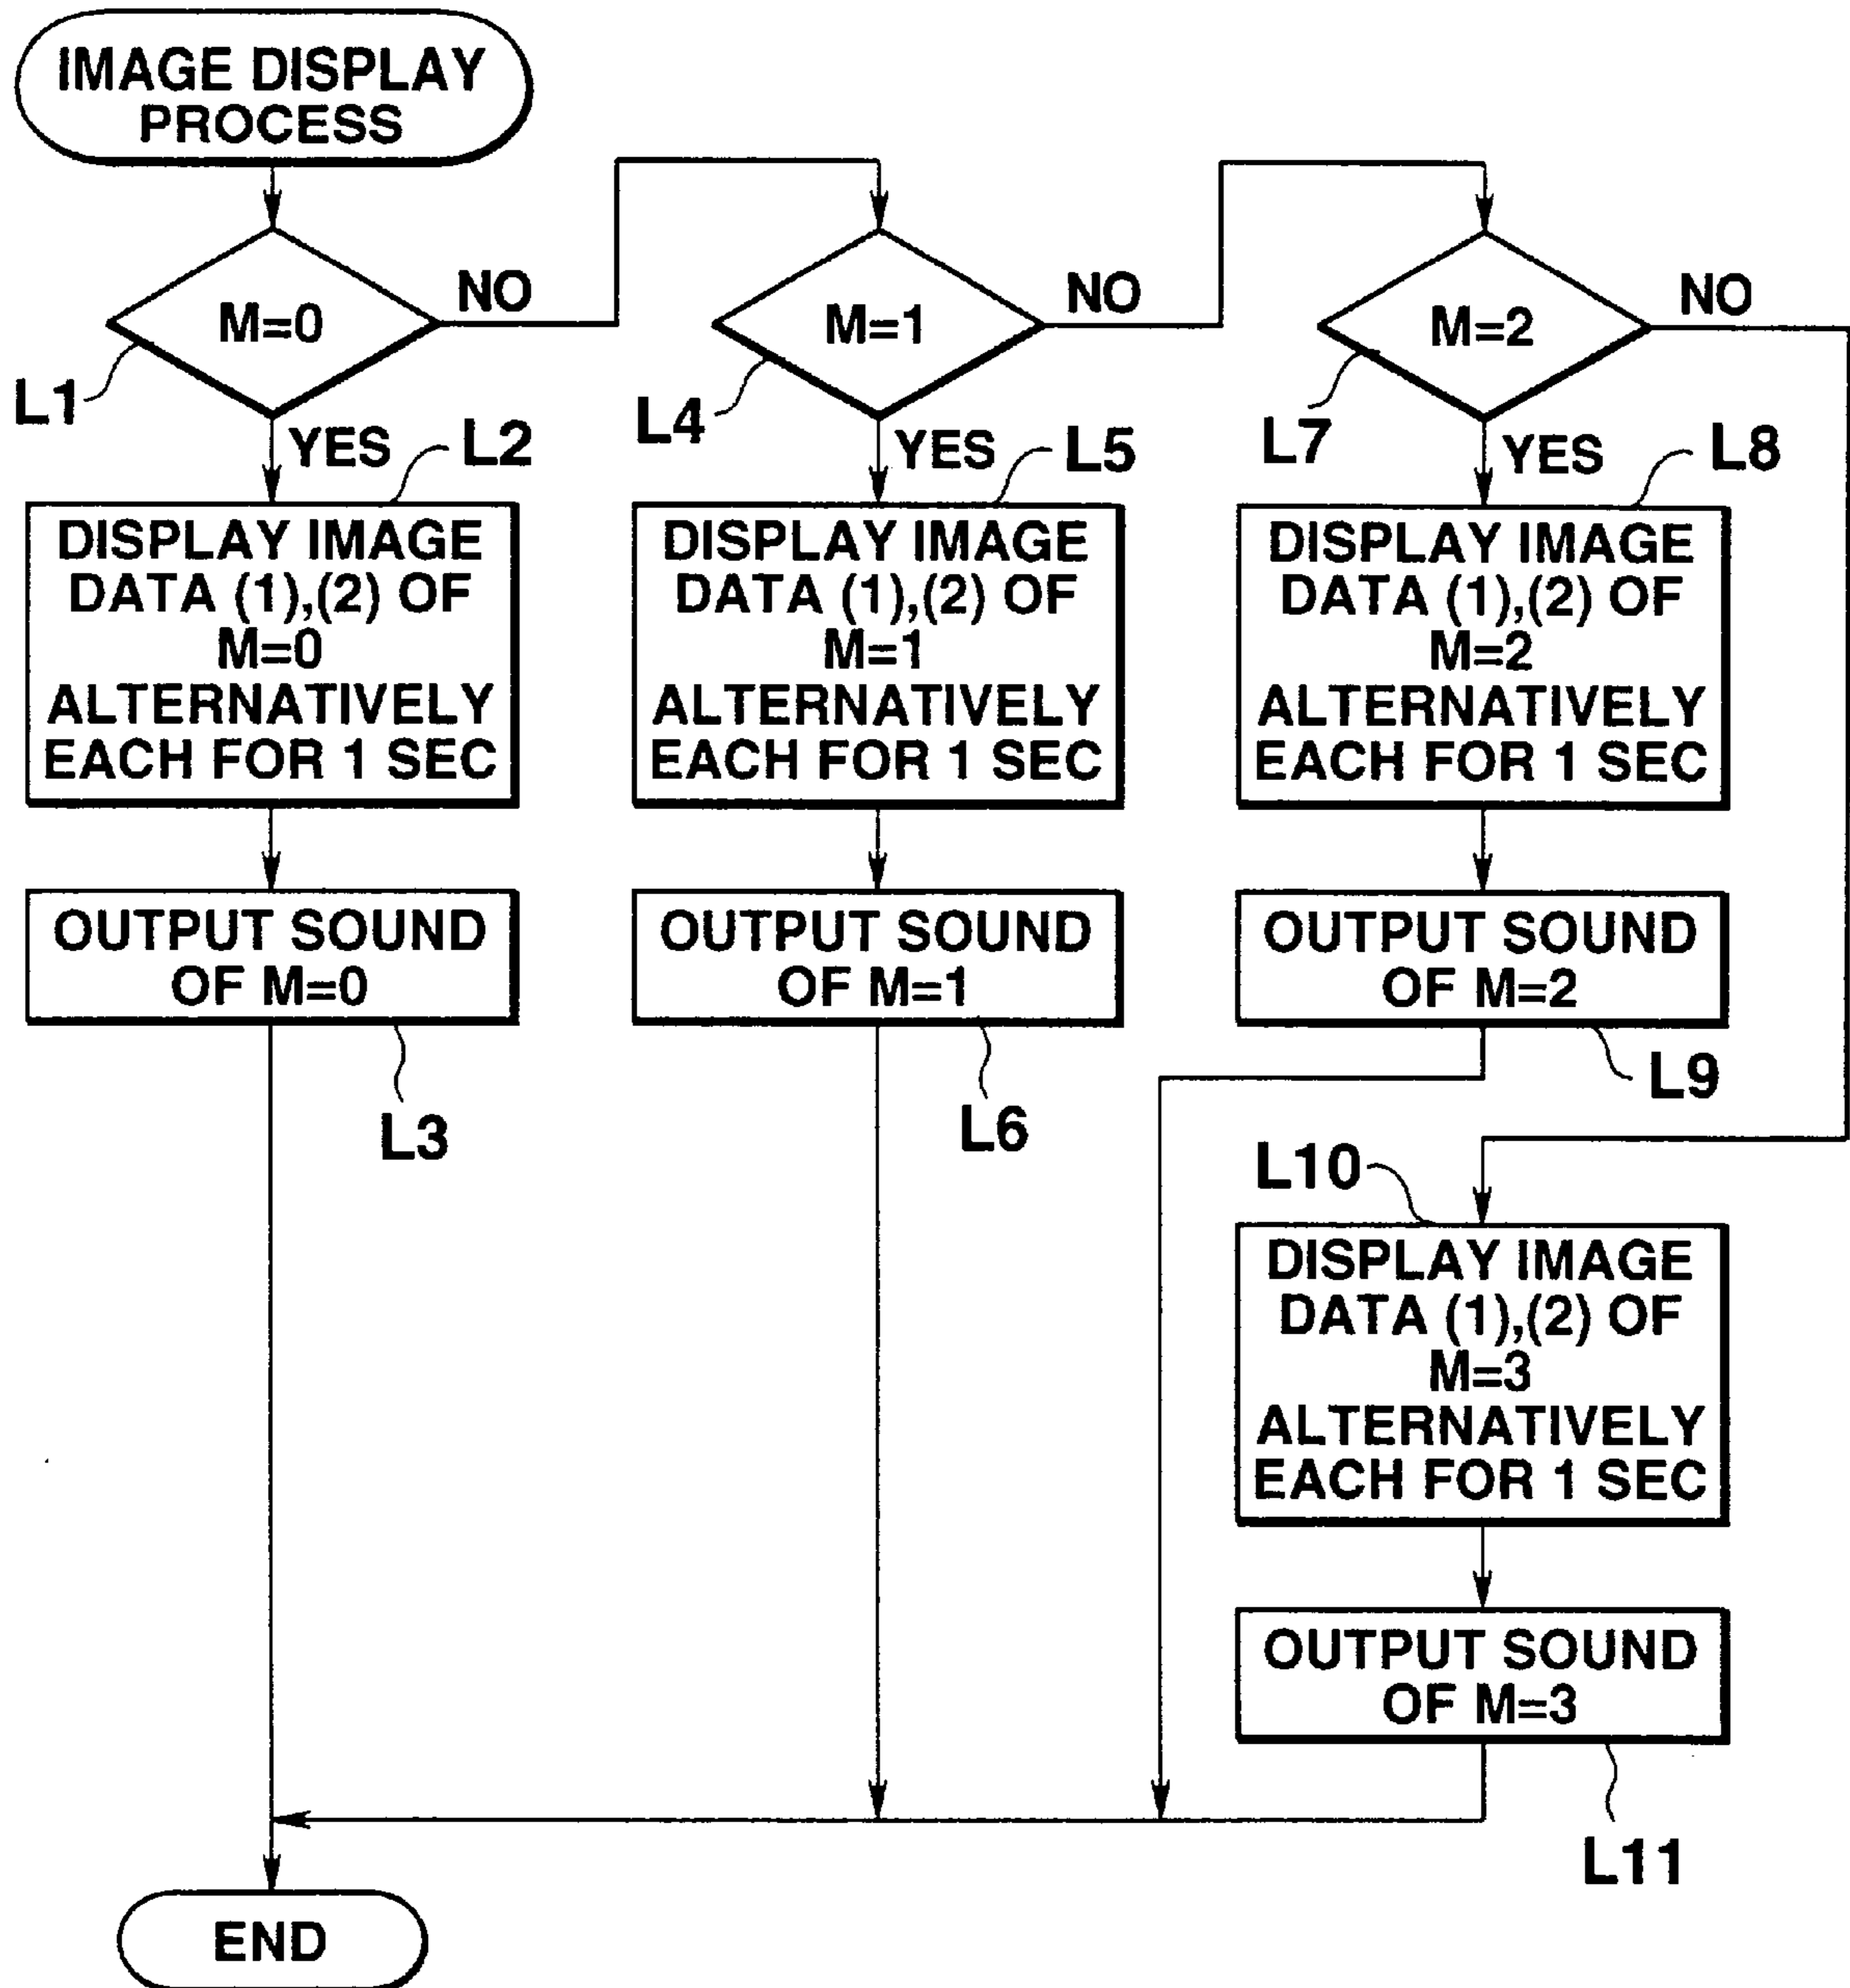 IMAGE DISPLAY
PROCESS
M=0
NO
L1
YES
L2
DISPLAY IMAGE
DATA (1),(2) OF
M=0
ALTERNATIVELY
EACH FOR 1 SEC
OUTPUT SOUND
OF M=0
L3
M=1
NO
L4
YES
L5
DISPLAY IMAGE
DATA (1),(2) OF
M=1
ALTERNATIVELY
EACH FOR 1 SEC
OUTPUT SOUND
OF M=1
L6
M=2
NO
L7
YES
L8
DISPLAY IMAGE
DATA (1),(2) OF
M=2
ALTERNATIVELY
EACH FOR 1 SEC
OUTPUT SOUND
OF M=2
L9
L10
DISPLAY IMAGE
DATA (1),(2) OF
M=3
ALTERNATIVELY
EACH FOR 1 SEC
OUTPUT SOUND
OF M=3
L11
END